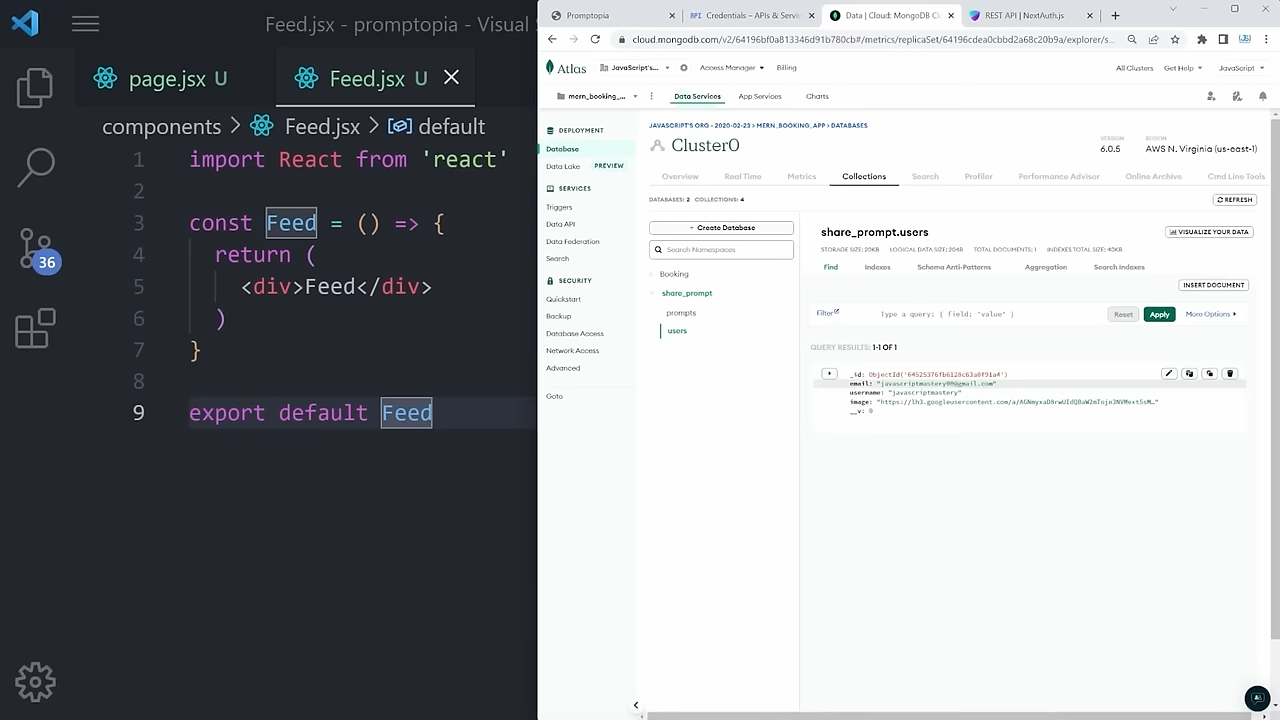 Feed.jsx - promptopia - Visual
page.jsx U
Feed.jsx U
components > Feed.jsx > default
1 import React from 'react'
2
3 const Feed = () => {
4 return (
5 <div>Feed</div>
6 )
7 }
8
9 export default Feed
36
Promptopia
API Credentials – APIs & Servic
Data | Cloud: MongoDB Cl
REST API | NextAuth.js
cloud.mongodb.com/v2/64196bf0a813346d91b780cb#/metrics/replicaSet/64196cdea0cbbd2a68c20b9a/explorer/s...
Atlas
JavaScript's...
Access Manager
Billing
All Clusters
Get Help
JavaScript
mern_booking_...
Data Services
App Services
Charts
DEPLOYMENT
Database
Data Lake PREVIEW
SERVICES
Triggers
Data API
Data Federation
Search
SECURITY
Quickstart
Backup
Database Access
Network Access
Advanced
Goto
JAVASCRIPT'S ORG - 2020-02-23 > MERN_BOOKING_APP > DATABASES
Cluster0
VERSION
6.0.5
REGION
AWS N. Virginia (us-east-1)
Overview
Real Time
Metrics
Collections
Search
Profiler
Performance Advisor
Online Archive
Cmd Line Tools
DATABASES: 2 COLLECTIONS: 4
REFRESH
+ Create Database
Search Namespaces
Booking
share_prompt
prompts
users
share_prompt.users
VISUALIZE YOUR DATA
STORAGE SIZE: 20KB LOGICAL DATA SIZE: 204B TOTAL DOCUMENTS: 1 INDEXES TOTAL SIZE: 40KB
Find
Indexes
Schema Anti-Patterns
Aggregation
Search Indexes
INSERT DOCUMENT
Filter
Type a query: { field: 'value' }
Reset
Apply
More Options
QUERY RESULTS: 1-1 OF 1
_id: ObjectId('64525376fb6128c63a0f91a4')
email: "javascriptmastery00@gmail.com"
username: "javascriptmastery"
image: "https://lh3.googleusercontent.com/a/
__v: 0